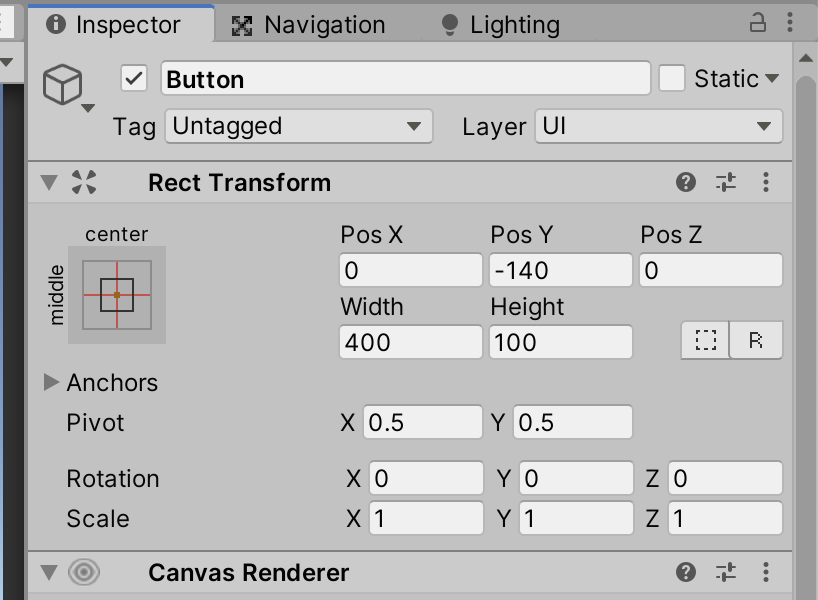 Inspector Navigation Lighting
Button Static
Tag Untagged Layer UI
Rect Transform
center
middle
Pos X Pos Y Pos Z
0 -140 0
Width Height
400 100
R
Anchors
Pivot X 0.5 Y 0.5
Rotation X 0 Y 0 Z 0
Scale X 1 Y 1 Z 1
Canvas Renderer